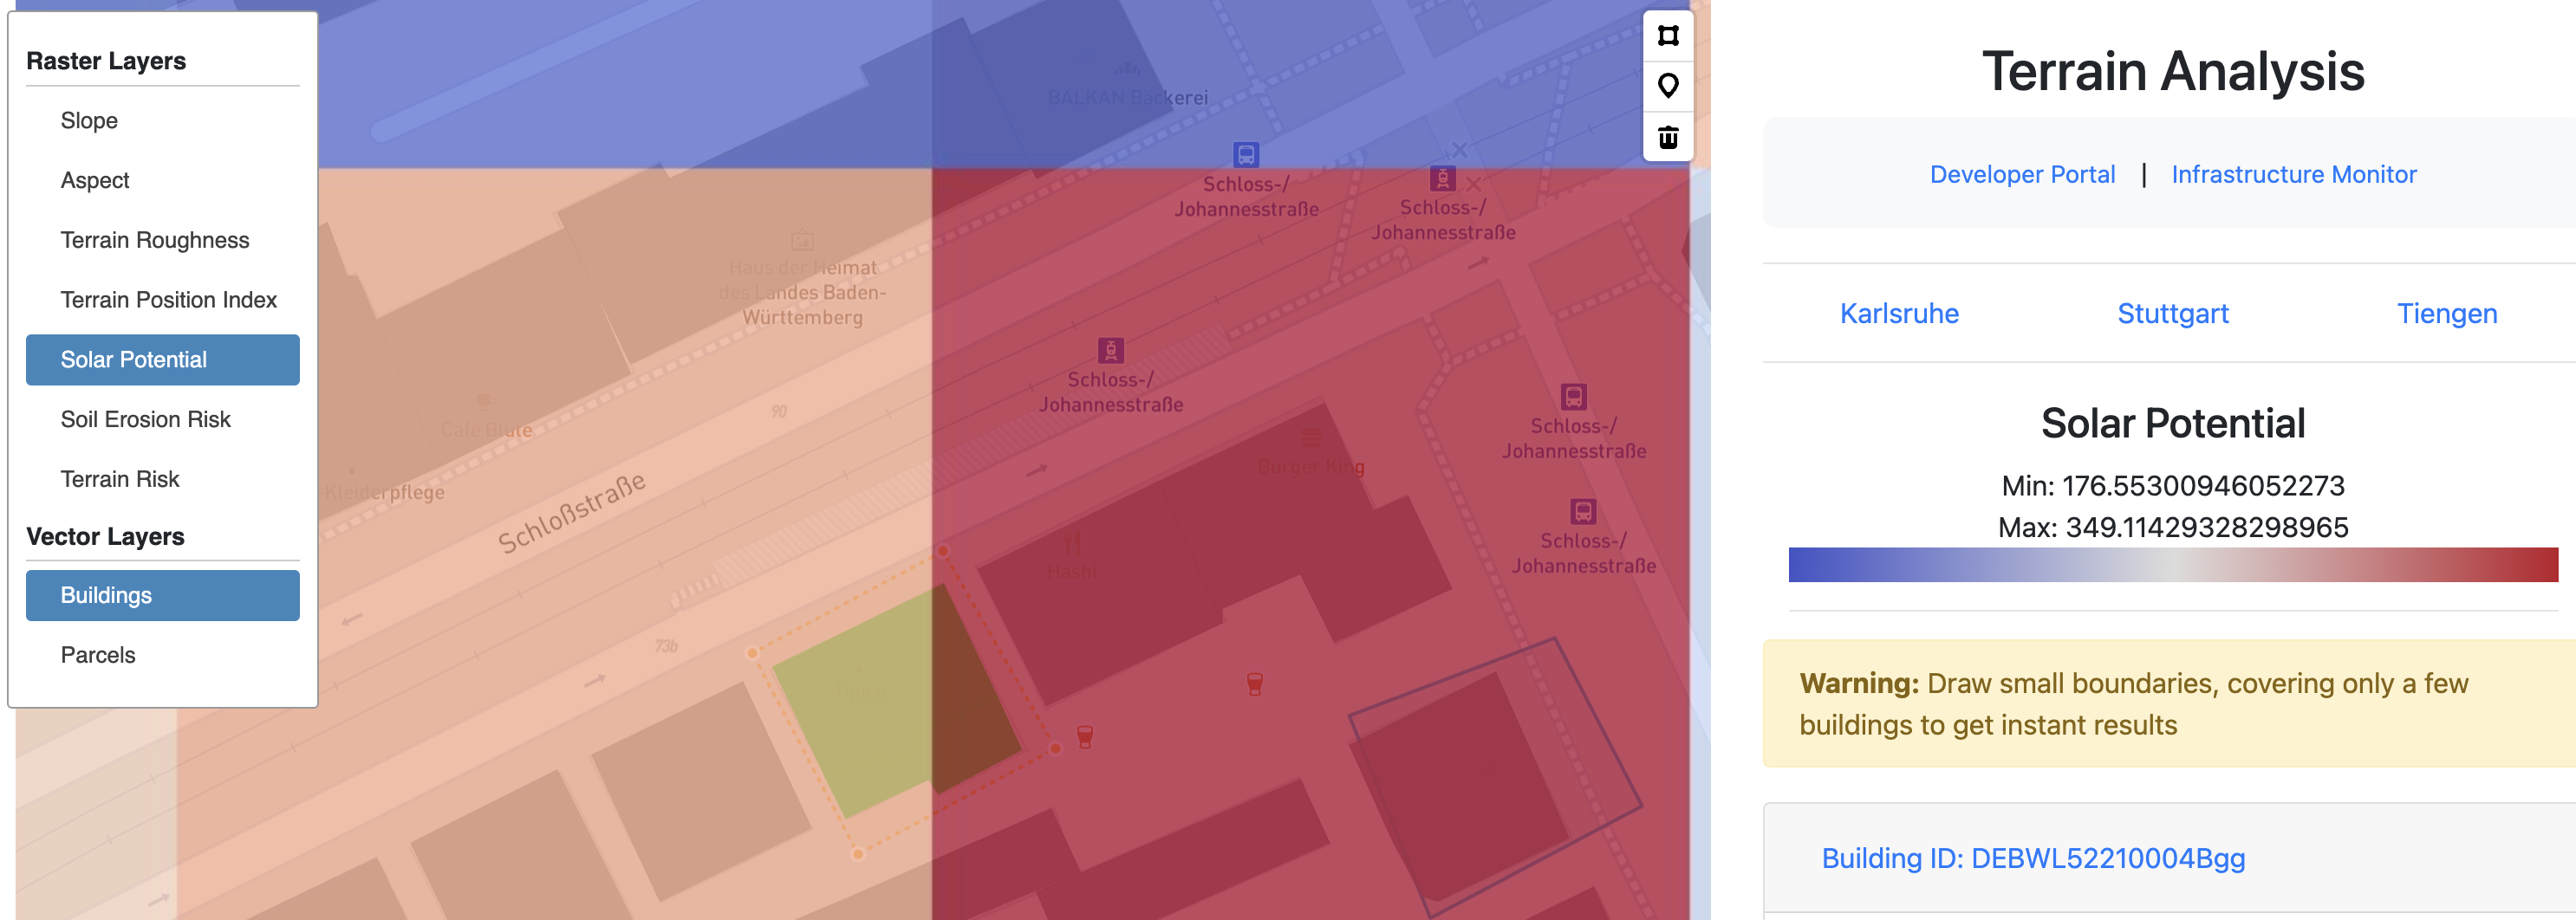 Raster Layers
Slope
Aspect
Terrain Roughness
Terrain Position Index
Solar Potential
Soil Erosion Risk
Terrain Risk
Vector Layers
Buildings
Parcels
BALKAN Bäckerei
Schloss-/
Johannesstraße
Schloss-/
Johannesstraße
Haus der Heimat
des Landes Baden-
Württemberg
Schloss-/
Johannesstraße
90
Café Blüte
Schloss-/
Johannesstraße
Burger King
-Kleiderpflege
Schloßstraße
Schloss-/
Johannesstraße
Hashi
73b
Terrain Analysis
Developer Portal | Infrastructure Monitor
Karlsruhe
Stuttgart
Tiengen
Solar Potential
Min: 176.55300946052273
Max: 349.11429328298965
Warning: Draw small boundaries, covering only a few
buildings to get instant results
Building ID: DEBWL52210004Bgg